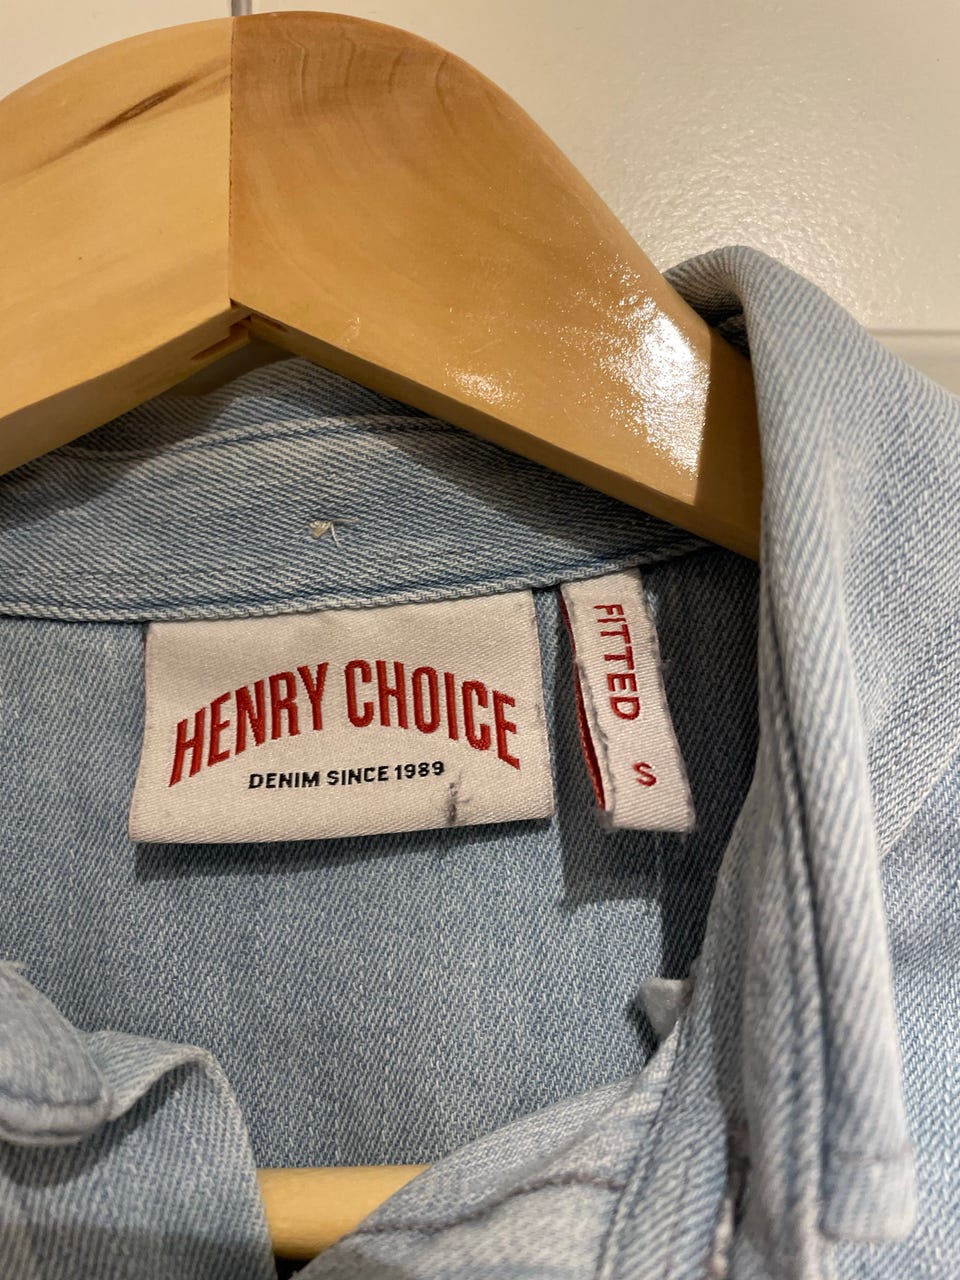 HENRY CHOICE
DENIM SINCE 1989
FITTED
S